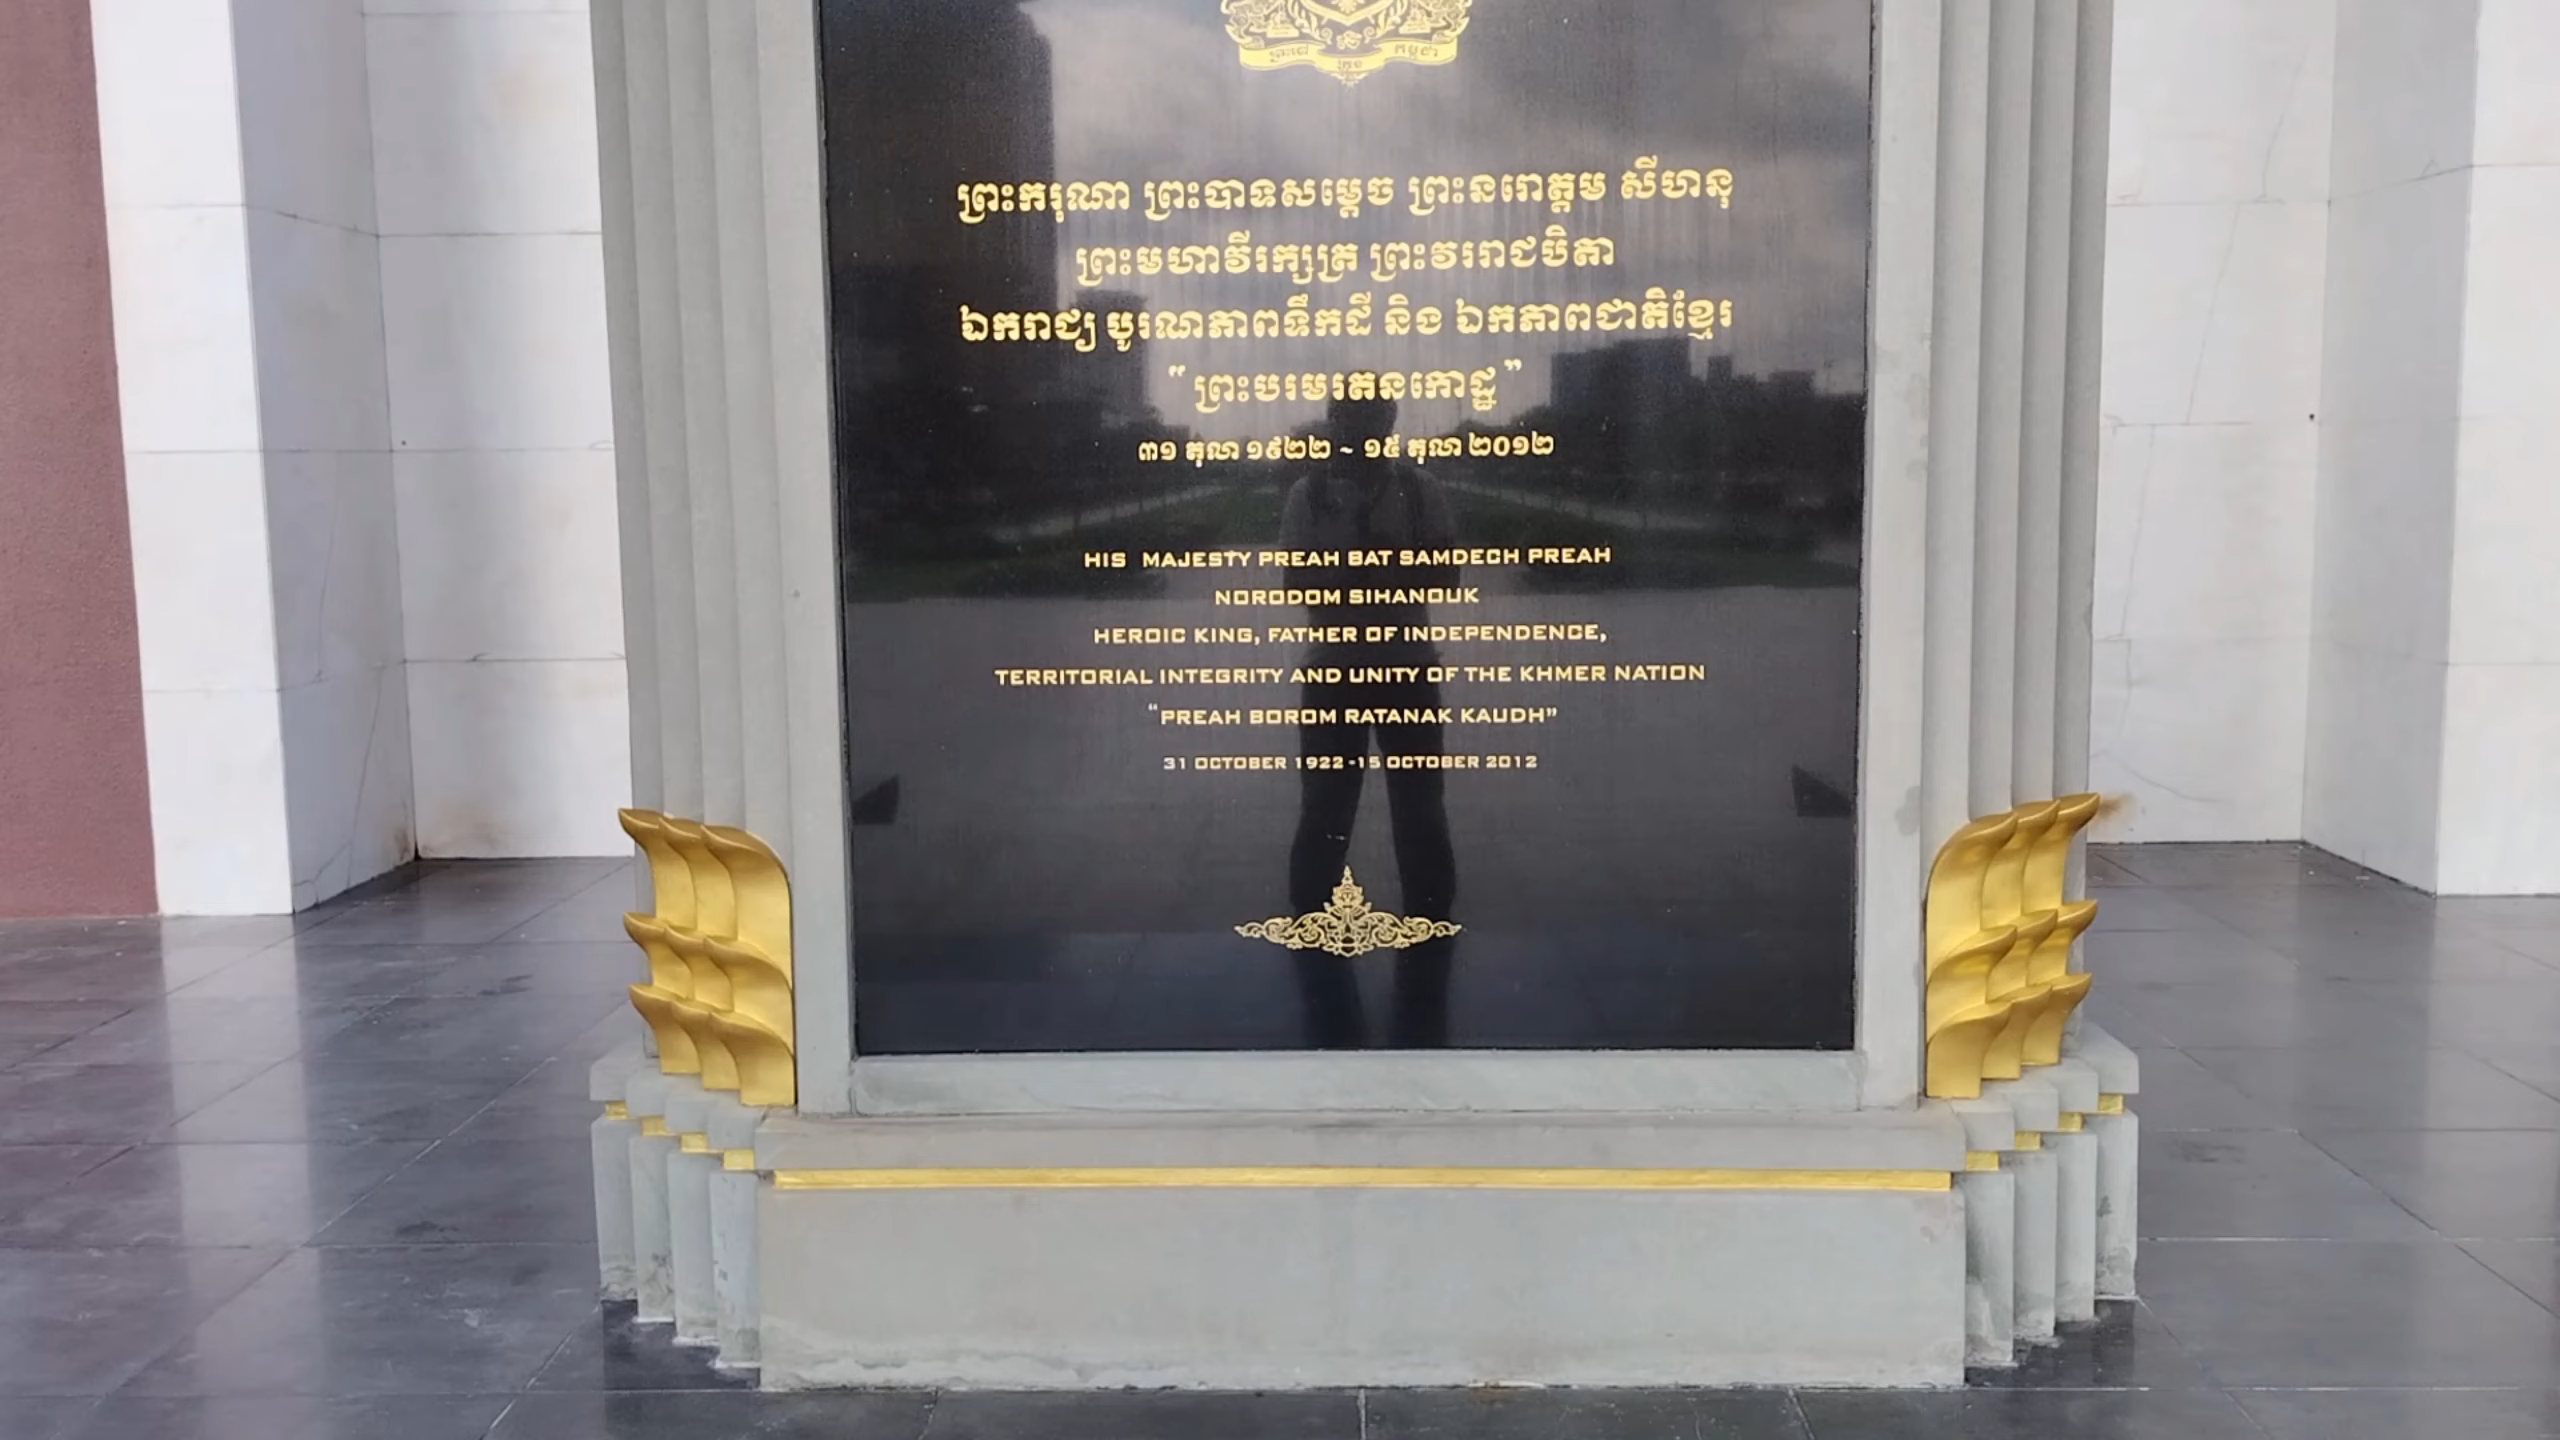 ព្រះករុណា ព្រះបាទសម្តេច ព្រះនរោត្តម សីហនុ
ព្រះមហាវីរក្សត្រ ព្រះវររាជបិតា
ឯករាជ្យ បូរណភាពទឹកដី និង ឯកភាពជាតិខ្មែរ
“ព្រះបរមរតនកោដ្ឋ”
៣១ តុលា ១៩២២ ~ ១៥ តុលា ២០១២
HIS MAJESTY PREAH BAT SAMDECH PREAH
NORODOM SIHANOUK
HEROIC KING, FATHER OF INDEPENDENCE,
TERRITORIAL INTEGRITY AND UNITY OF THE KHMER NATION
“PREAH BOROM RATANAK KAUDH”
31 OCTOBER 1922 -15 OCTOBER 2012